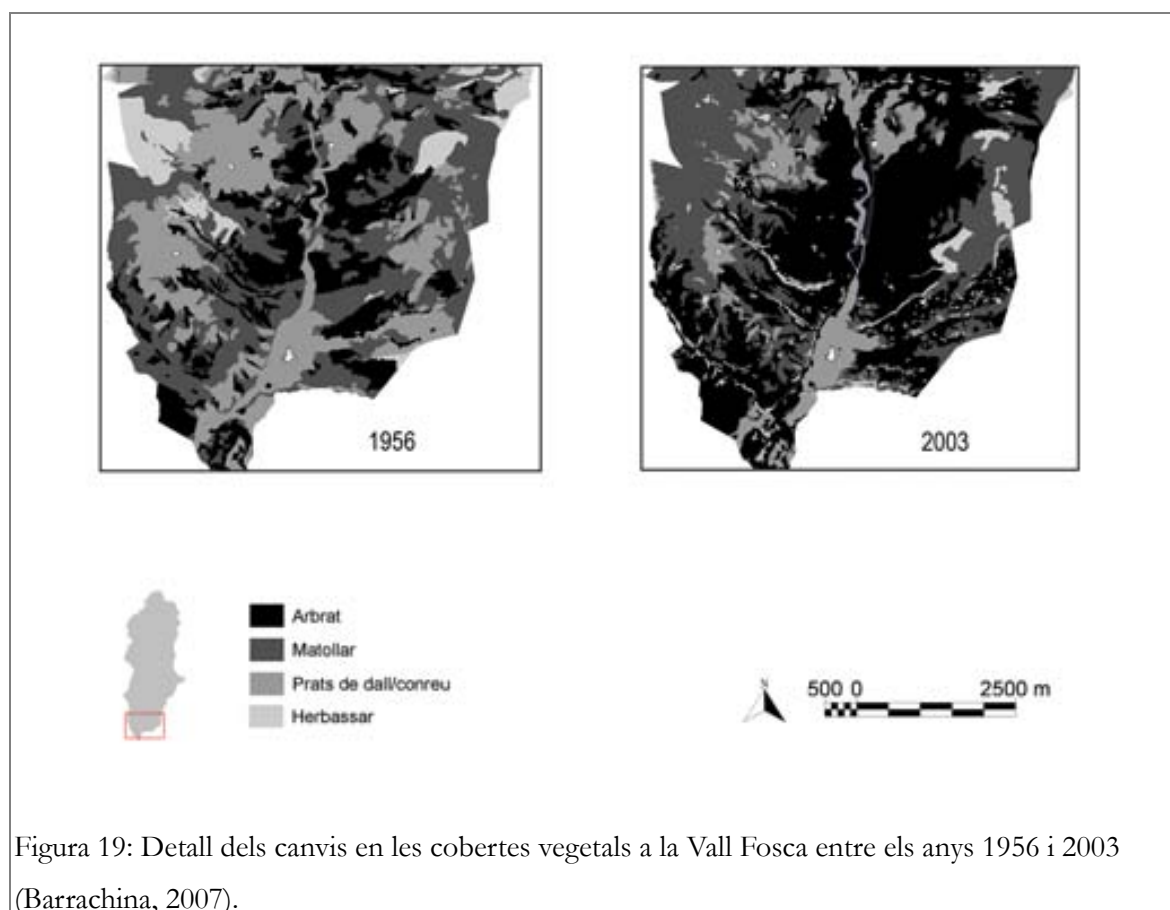 1956
2003
Arbrat
Matollar
Prats de dall/conreu
Herbassar
N
500 0 2500 m
Figura 19: Detall dels canvis en les cobertes vegetals a la Vall Fosca entre els anys 1956 i 2003
(Barrachina, 2007).